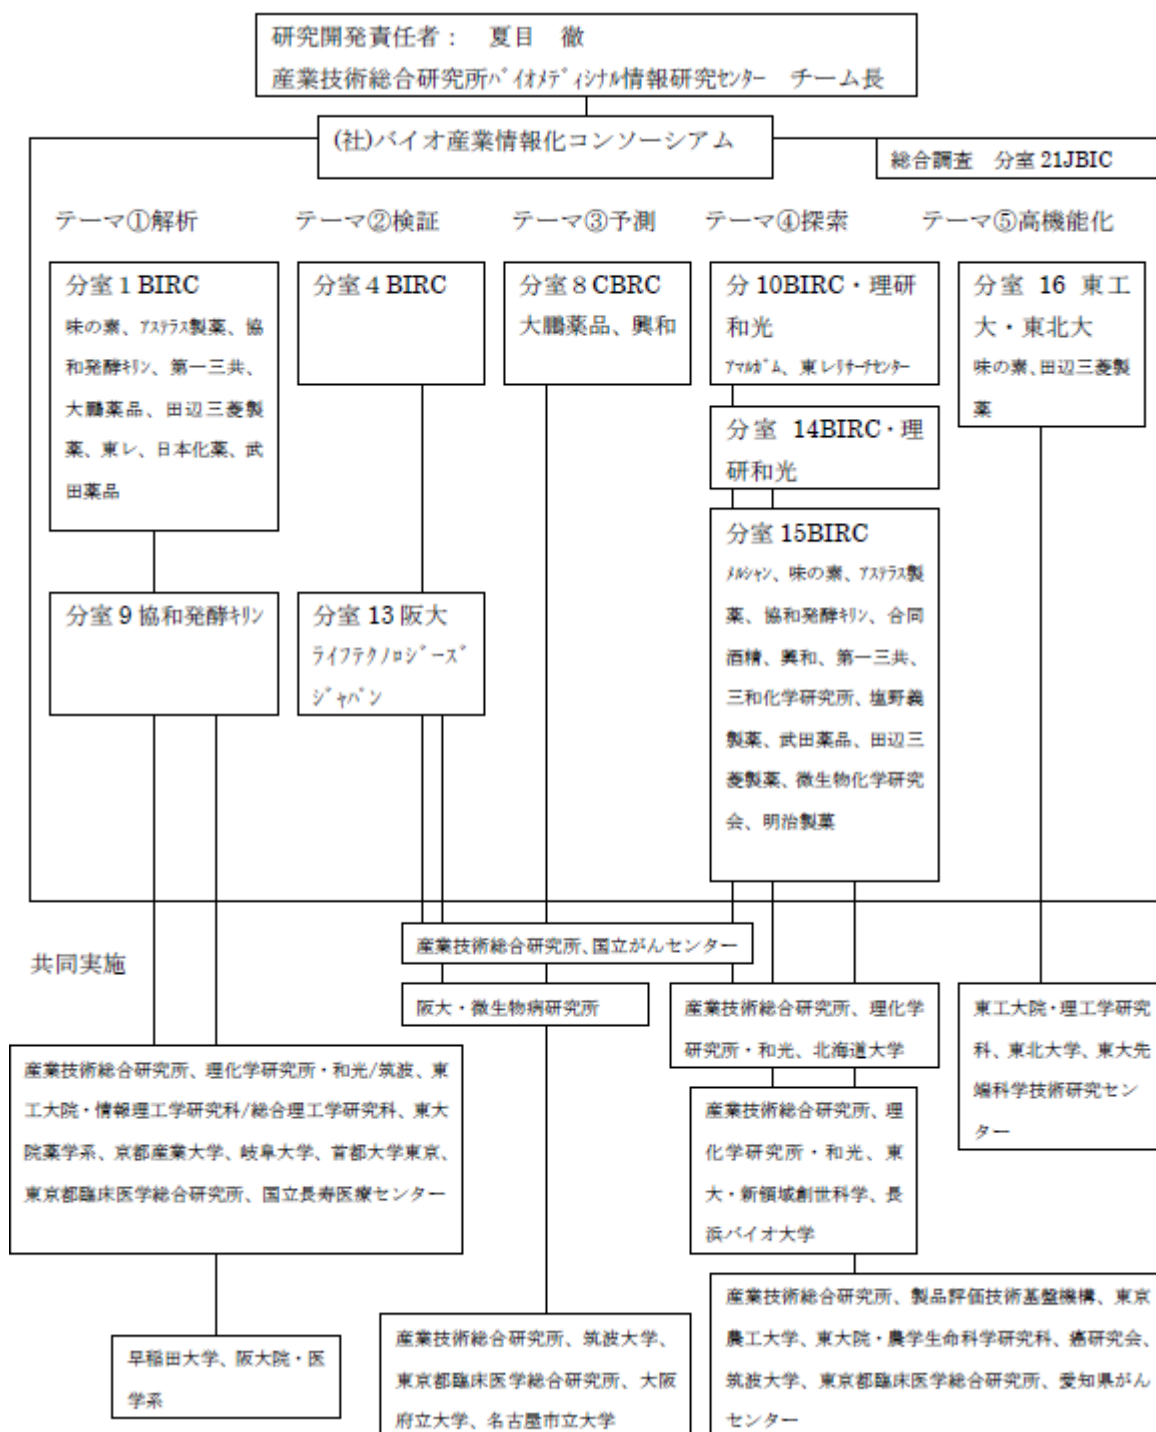 研究開発責任者： 夏目 徹
産業技術総合研究所ﾊﾞｲｵﾒﾃﾞｨｼﾅﾙ情報研究ｾﾝﾀｰ チーム長
(社)バイオ産業情報化コンソーシアム
総合調査 分室 21JBIC
テーマ①解析
テーマ②検証
テーマ③予測
テーマ④探索
テーマ⑤高機能化
分室 1 BIRC
味の素、ｱｽﾃﾗｽ製薬、協
和発酵ｷﾘﾝ、第一三共、
大鵬薬品、田辺三菱製
薬、東レ、日本化薬、武
田薬品
分室 4 BIRC
分室 8 CBRC
大鵬薬品、興和
分 10BIRC・理研
和光
ｱﾏﾙｶﾞﾑ、東ﾚﾘｻｰﾁｾﾝﾀｰ
分室 14BIRC・理
研和光
分室 15BIRC
ﾒﾙｼｬﾝ、味の素、ｱｽﾃﾗｽ製
薬、協和発酵ｷﾘﾝ、合同
酒精、興和、第一三共、
三和化学研究所、塩野義
製薬、武田薬品、田辺三
菱製薬、微生物化学研究
会、明治製菓
分室 16 東工
大・東北大
味の素、田辺三菱製
薬
分室 9 協和発酵ｷﾘﾝ
分室 13 阪大
ﾗｲﾌﾃｸﾉﾛｼﾞｰｽﾞ
ｼﾞｬﾊﾟﾝ
共同実施
産業技術総合研究所、国立がんセンター
阪大・微生物病研究所
産業技術総合研究所、理化学
研究所・和光、北海道大学
東工大院・理工学研究
科、東北大学、東大先
端科学技術研究セン
ター
産業技術総合研究所、理化学研究所・和光/筑波、東
工大院・情報理工学研究科/総合理工学研究科、東大
院薬学系、京都産業大学、岐阜大学、首都大学東京、
東京都臨床医学総合研究所、国立長寿医療センター
産業技術総合研究所、理
化学研究所・和光、東
大・新領域創世科学、長
浜バイオ大学
早稲田大学、阪大院・医
学系
産業技術総合研究所、筑波大学、
東京都臨床医学総合研究所、大阪
府立大学、名古屋市立大学
産業技術総合研究所、製品評価技術基盤機構、東京
農工大学、東大院・農学生命科学研究科、癌研究会、
筑波大学、東京都臨床医学総合研究所、愛知県がん
センター